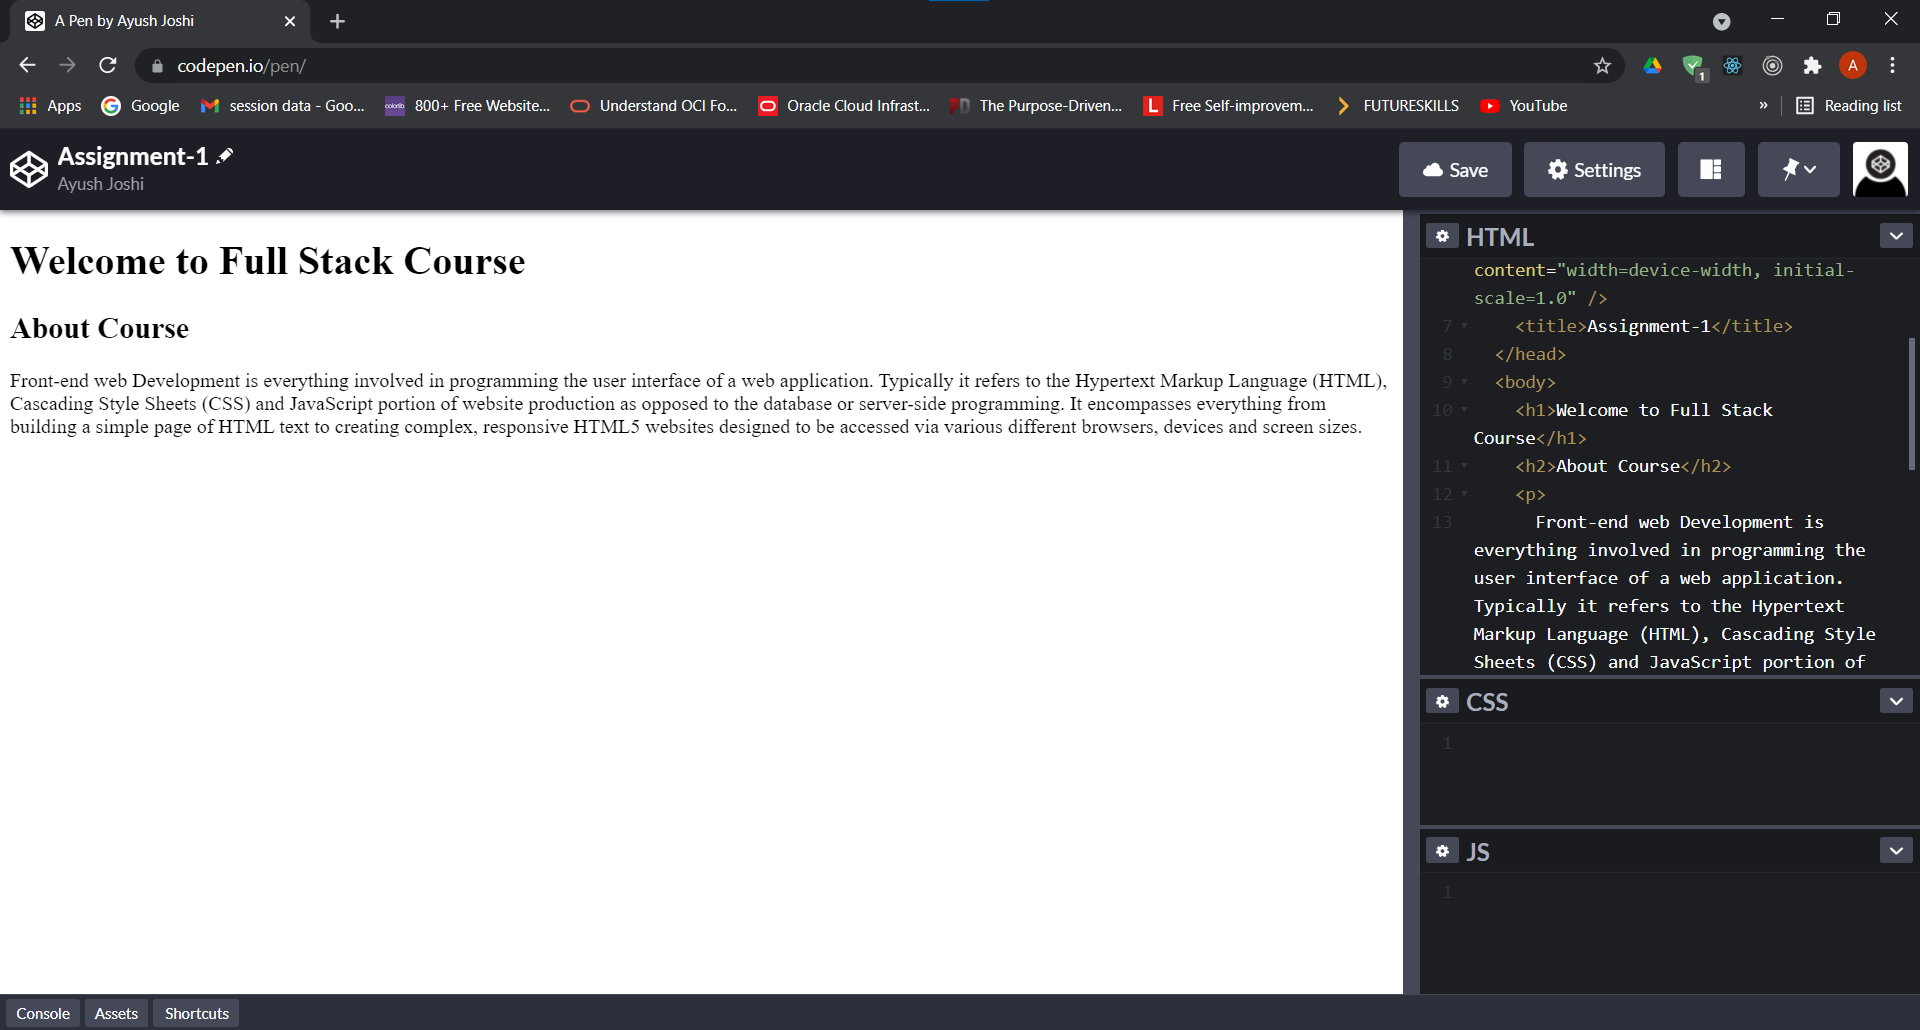 A Pen by Ayush Joshi
codepen.io/pen/
1
A
Apps
Google
session data - Goo...
colorlib
800+ Free Website...
Understand OCI Fo...
Oracle Cloud Infrast...
The Purpose-Driven...
L
Free Self-improvem...
FUTURESKILLS
YouTube
»
Reading list
Assignment-1
Ayush Joshi
Save
Settings
Welcome to Full Stack Course
About Course
Front-end web Development is everything involved in programming the user interface of a web application. Typically it refers to the Hypertext Markup Language (HTML),
Cascading Style Sheets (CSS) and JavaScript portion of website production as opposed to the database or server-side programming. It encompasses everything from
building a simple page of HTML text to creating complex, responsive HTML5 websites designed to be accessed via various different browsers, devices and screen sizes.
HTML
content="width=device-width, initial-
scale=1.0" />
7 <title>Assignment-1</title>
8 </head>
9 <body>
10 <h1>Welcome to Full Stack
Course</h1>
11 <h2>About Course</h2>
12 <p>
13 Front-end web Development is
everything involved in programming the
user interface of a web application.
Typically it refers to the Hypertext
Markup Language (HTML), Cascading Style
Sheets (CSS) and JavaScript portion of
CSS
1
JS
1
Console
Assets
Shortcuts